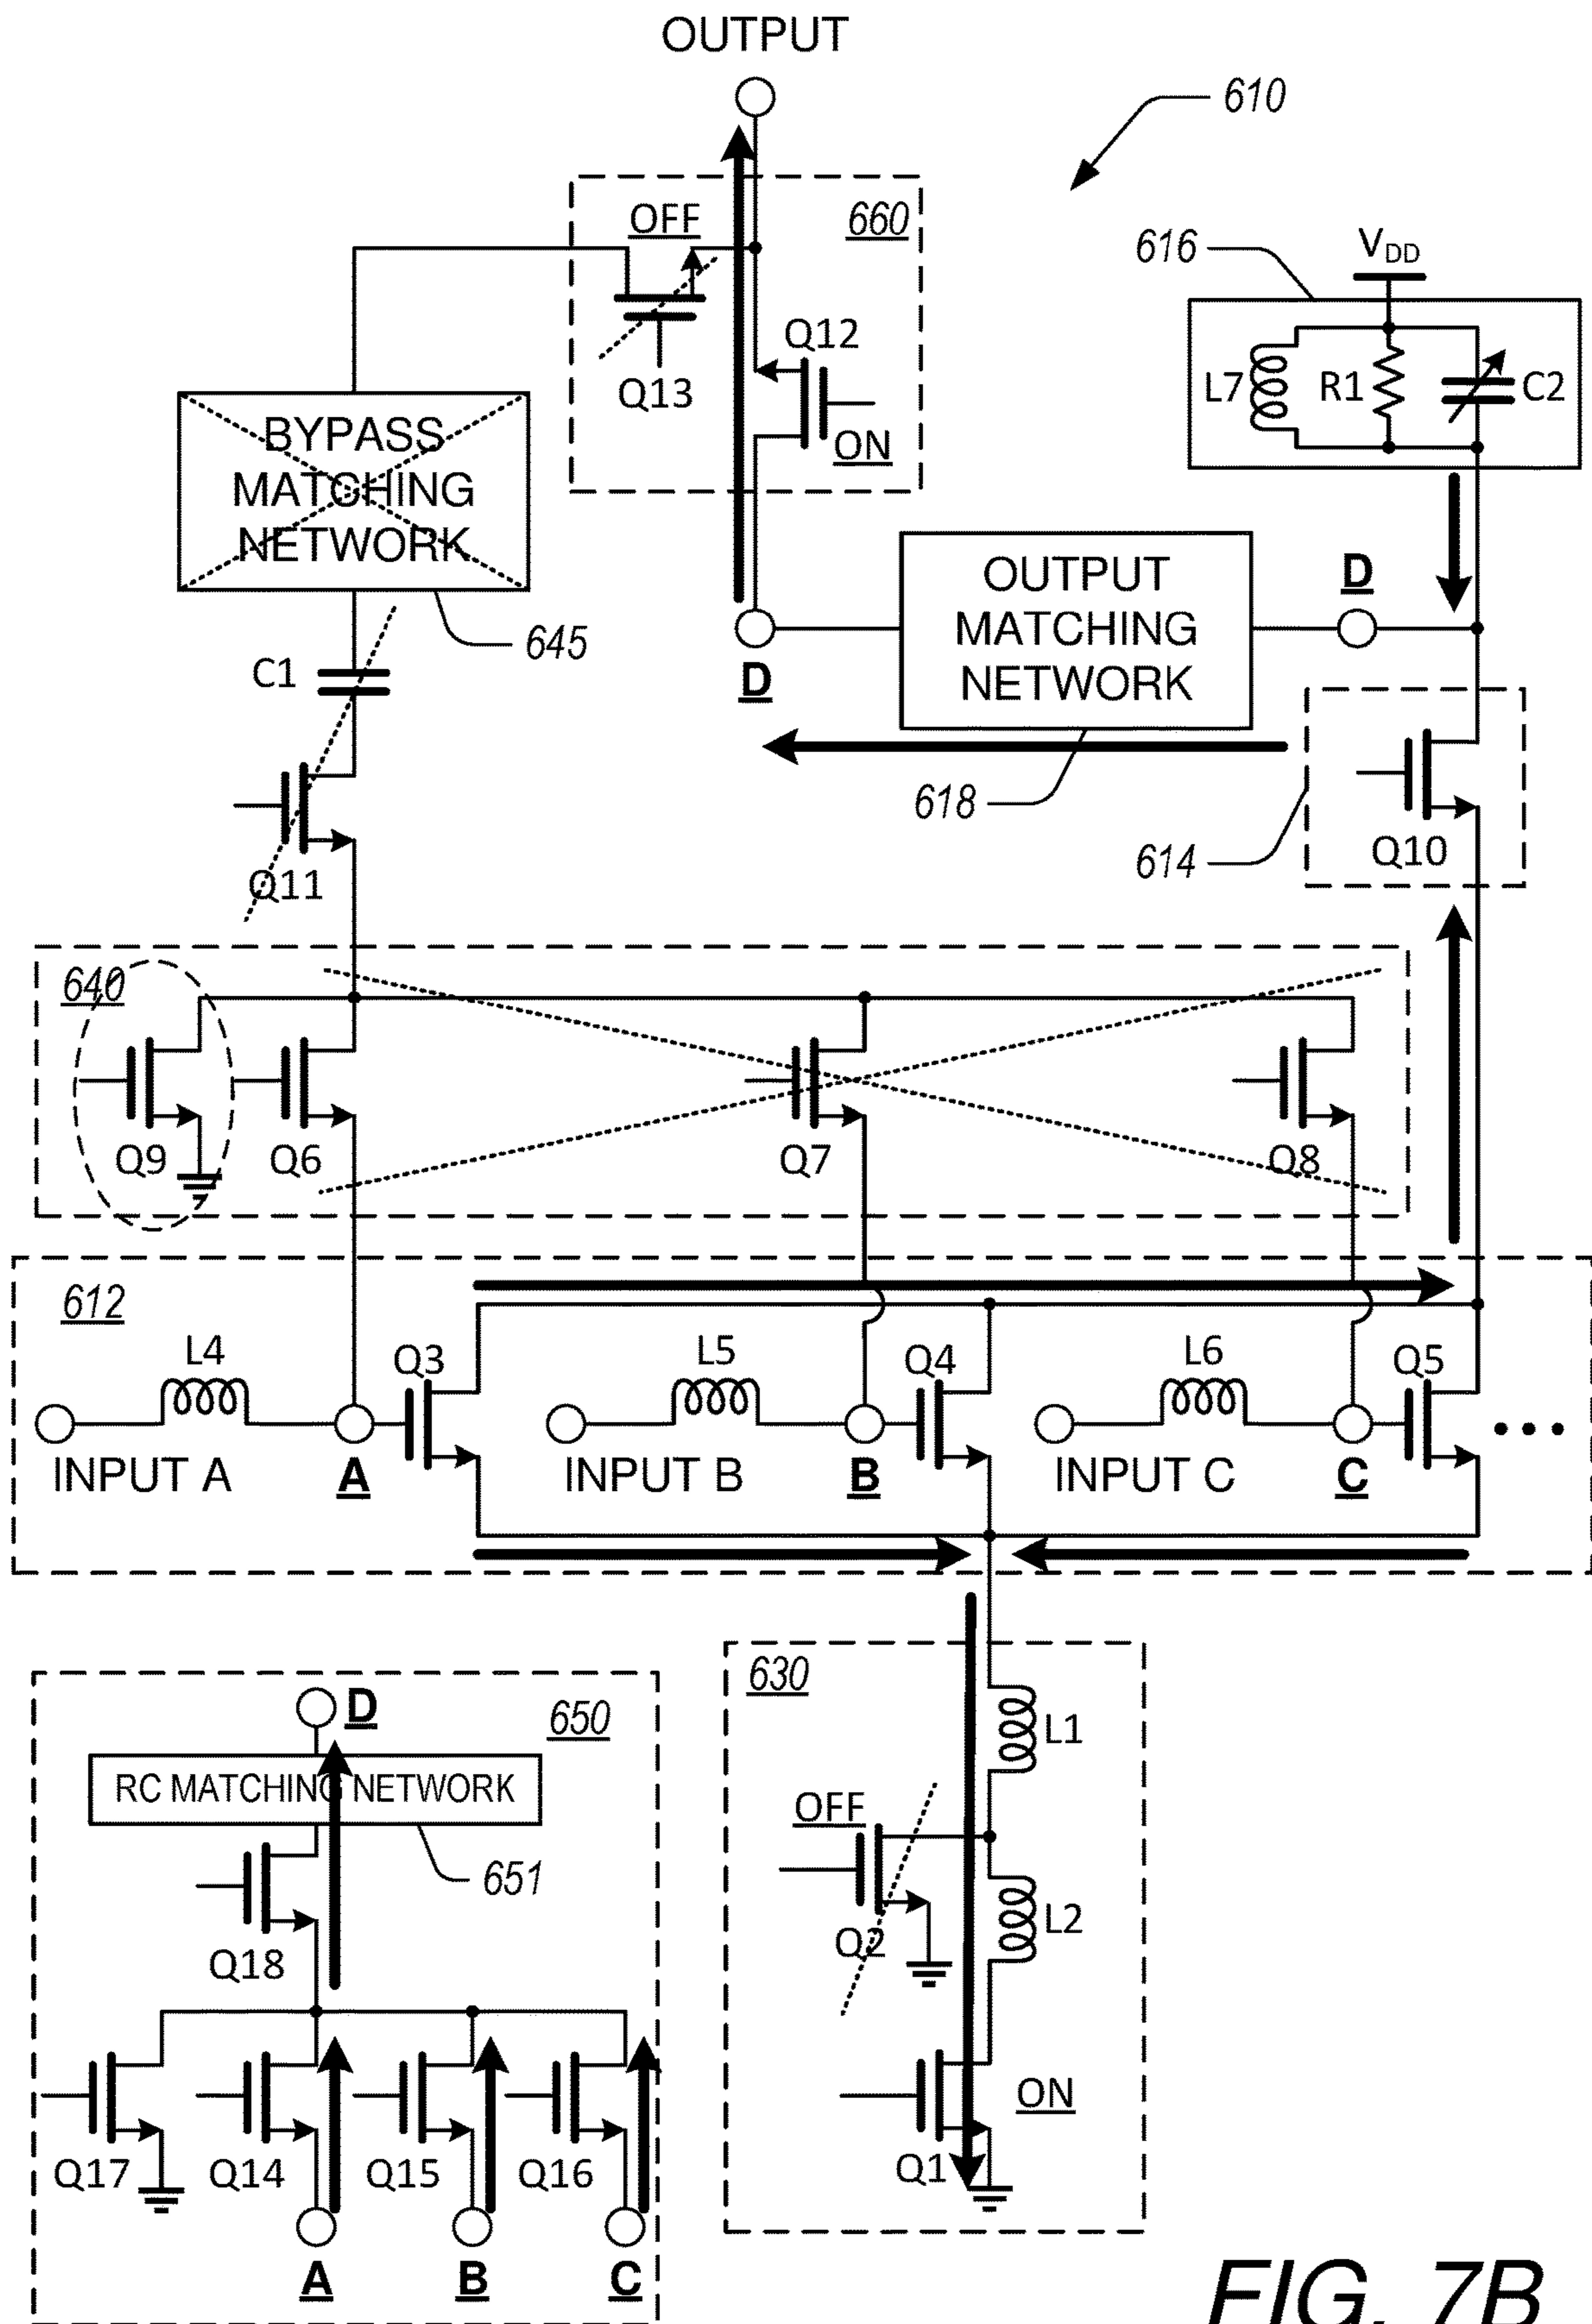 OUTPUT
610
OFF
660
616
VDD
Q12
L7
R1
C2
Q13
ON
BYPASS
MATCHING
NETWORK
OUTPUT
MATCHING
NETWORK
D
645
C1
D
618
614
Q10
Q11
640
Q9
Q6
Q7
Q8
612
L4
Q3
L5
Q4
L6
Q5
INPUT A
A
INPUT B
B
INPUT C
C
D
650
630
L1
RC MATCHING NETWORK
OFF
651
L2
Q2
Q18
ON
Q1
Q17
Q14
Q15
Q16
A
B
C
FIG. 7B